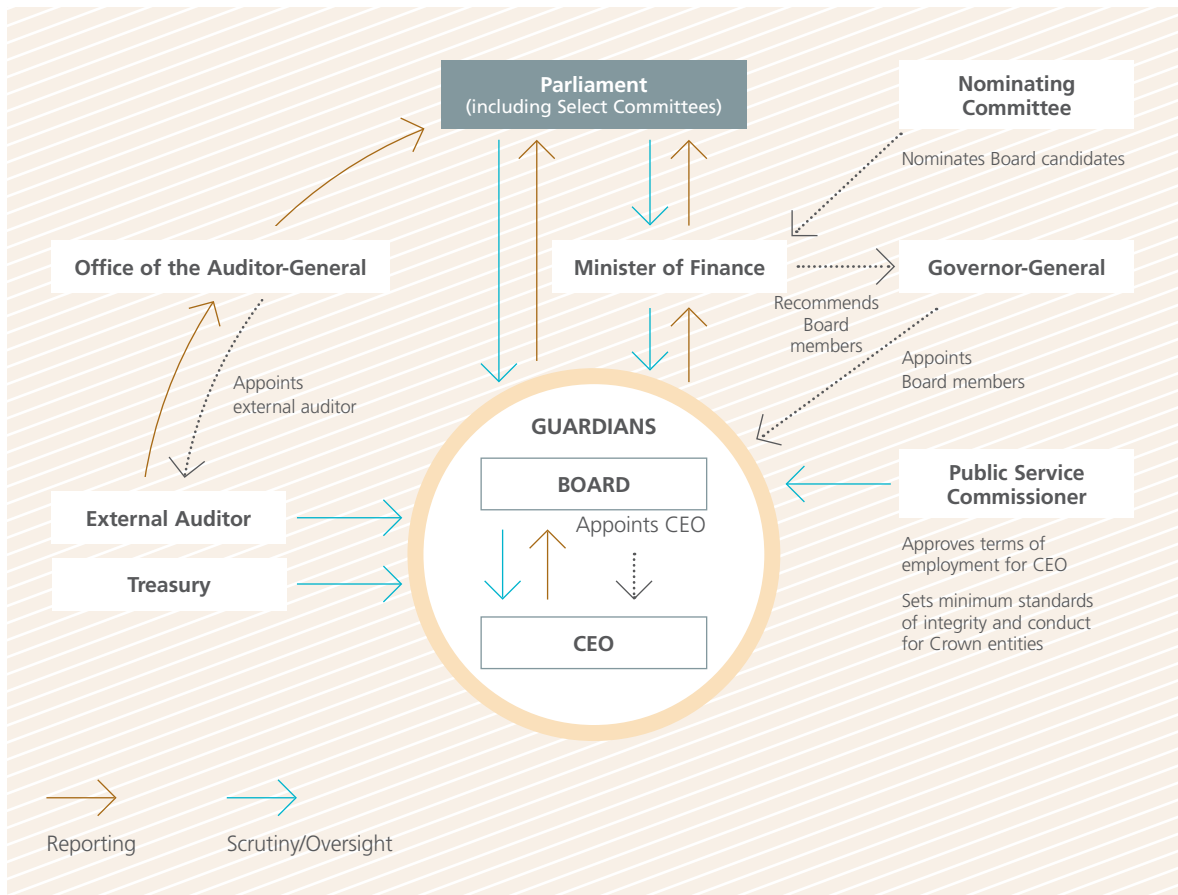 Parliament
(including Select Committees)
Nominating
Committee
Nominates Board candidates
Office of the Auditor-General
Minister of Finance
Governor-General
Recommends
Board
members
Appoints
Board members
Appoints
external auditor
GUARDIANS
BOARD
Appoints CEO
CEO
External Auditor
Treasury
Public Service
Commissioner
Approves terms of
employment for CEO
Sets minimum standards
of integrity and conduct
for Crown entities
Reporting
Scrutiny/Oversight